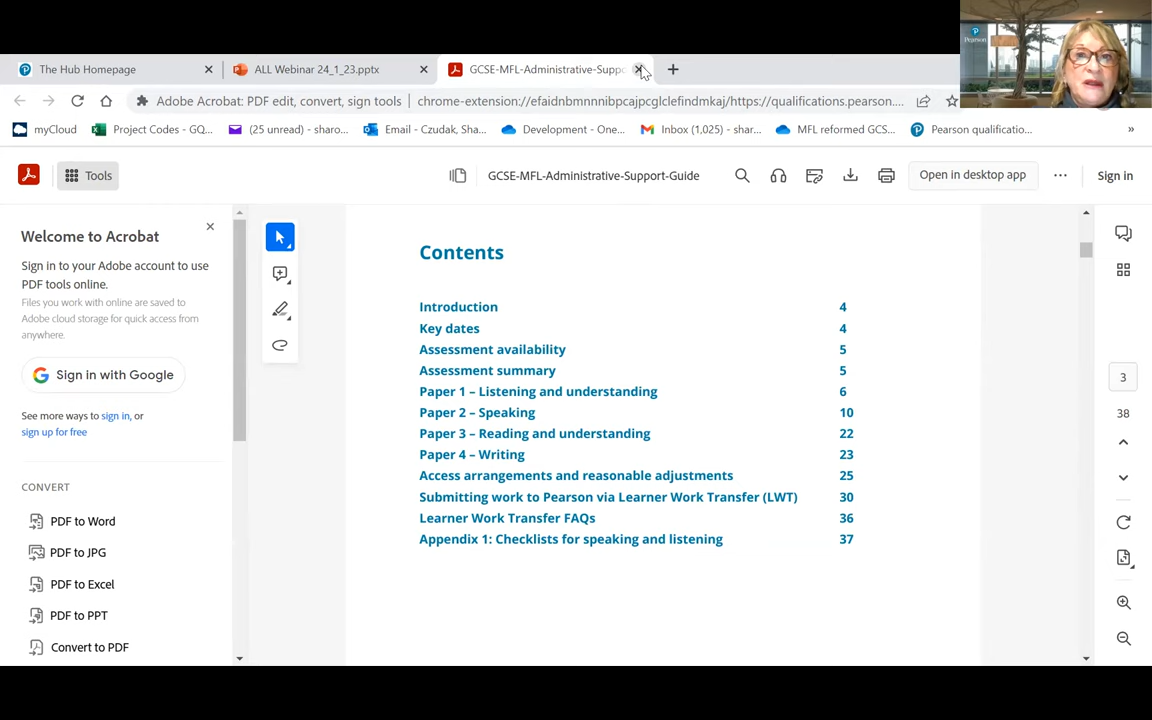 Pearson
The Hub Homepage
ALL Webinar 24_1_23.pptx
GCSE-MFL-Administrative-Suppo
Adobe Acrobat: PDF edit, convert, sign tools
chrome-extension://efaidnbmnnnibpcajpcglclefindmkaj/https://qualifications.pearson....
myCloud
Project Codes - GQ...
(25 unread) - sharo...
Email - Czudak, Sha...
Development - One...
Inbox (1,025) - shar...
MFL reformed GCS...
Pearson qualificatio...
»
Tools
GCSE-MFL-Administrative-Support-Guide
Open in desktop app
Sign in
Welcome to Acrobat
Sign in to your Adobe account to use
PDF tools online.
Files you work with online are saved to
Adobe cloud storage for quick access from
anywhere.
Sign in with Google
See more ways to sign in, or
sign up for free
CONVERT
PDF to Word
PDF to JPG
PDF to Excel
PDF to PPT
Convert to PDF
Contents
Introduction 4
Key dates 4
Assessment availability 5
Assessment summary 5
Paper 1 – Listening and understanding 6
Paper 2 – Speaking 10
Paper 3 – Reading and understanding 22
Paper 4 – Writing 23
Access arrangements and reasonable adjustments 25
Submitting work to Pearson via Learner Work Transfer (LWT) 30
Learner Work Transfer FAQs 36
Appendix 1: Checklists for speaking and listening 37
3
38